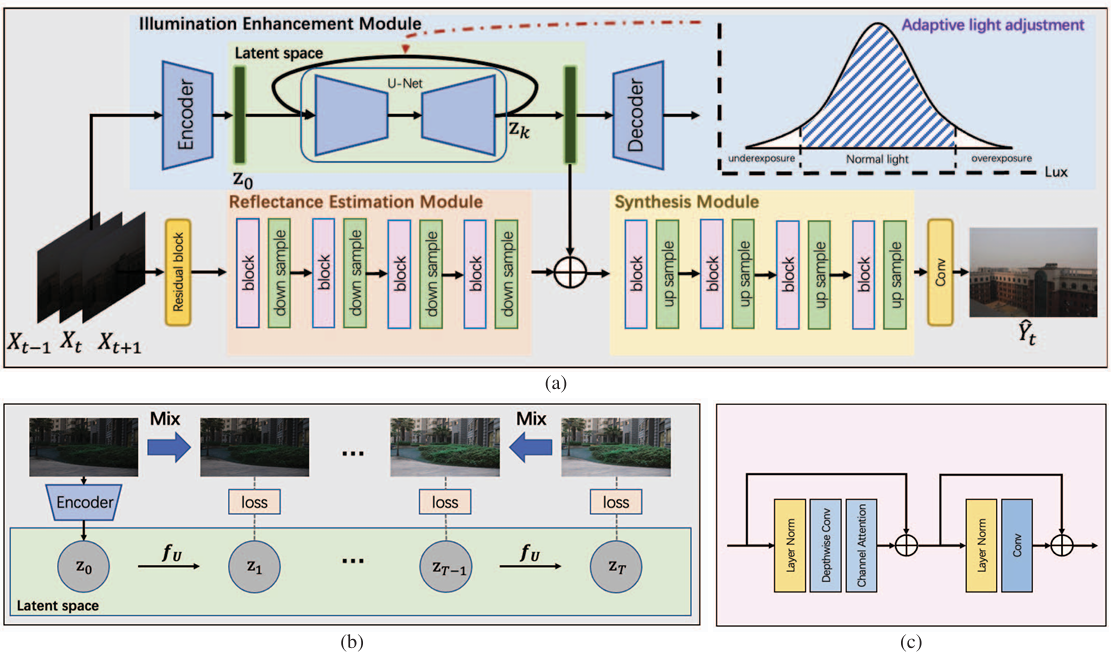 Illumination Enhancement Module
Adaptive light adjustment
Latent space
U-Net
Encoder
z_0
z_k
Decoder
underexposure
Normal light
overexposure
Lux
Reflectance Estimation Module
Synthesis Module
Residual block
block
down sample
block
down sample
block
down sample
block
down sample
block
up sample
block
up sample
block
up sample
block
up sample
Conv
X_{t-1} X_t X_{t+1}
Ŷ_t
(a)
Mix
...
Mix
Encoder
loss
loss
loss
z_0
f_U
z_1
...
z_{T-1}
f_U
z_T
Latent space
(b)
Layer Norm
Depthwise Conv
Channel Attention
Layer Norm
Conv
(c)